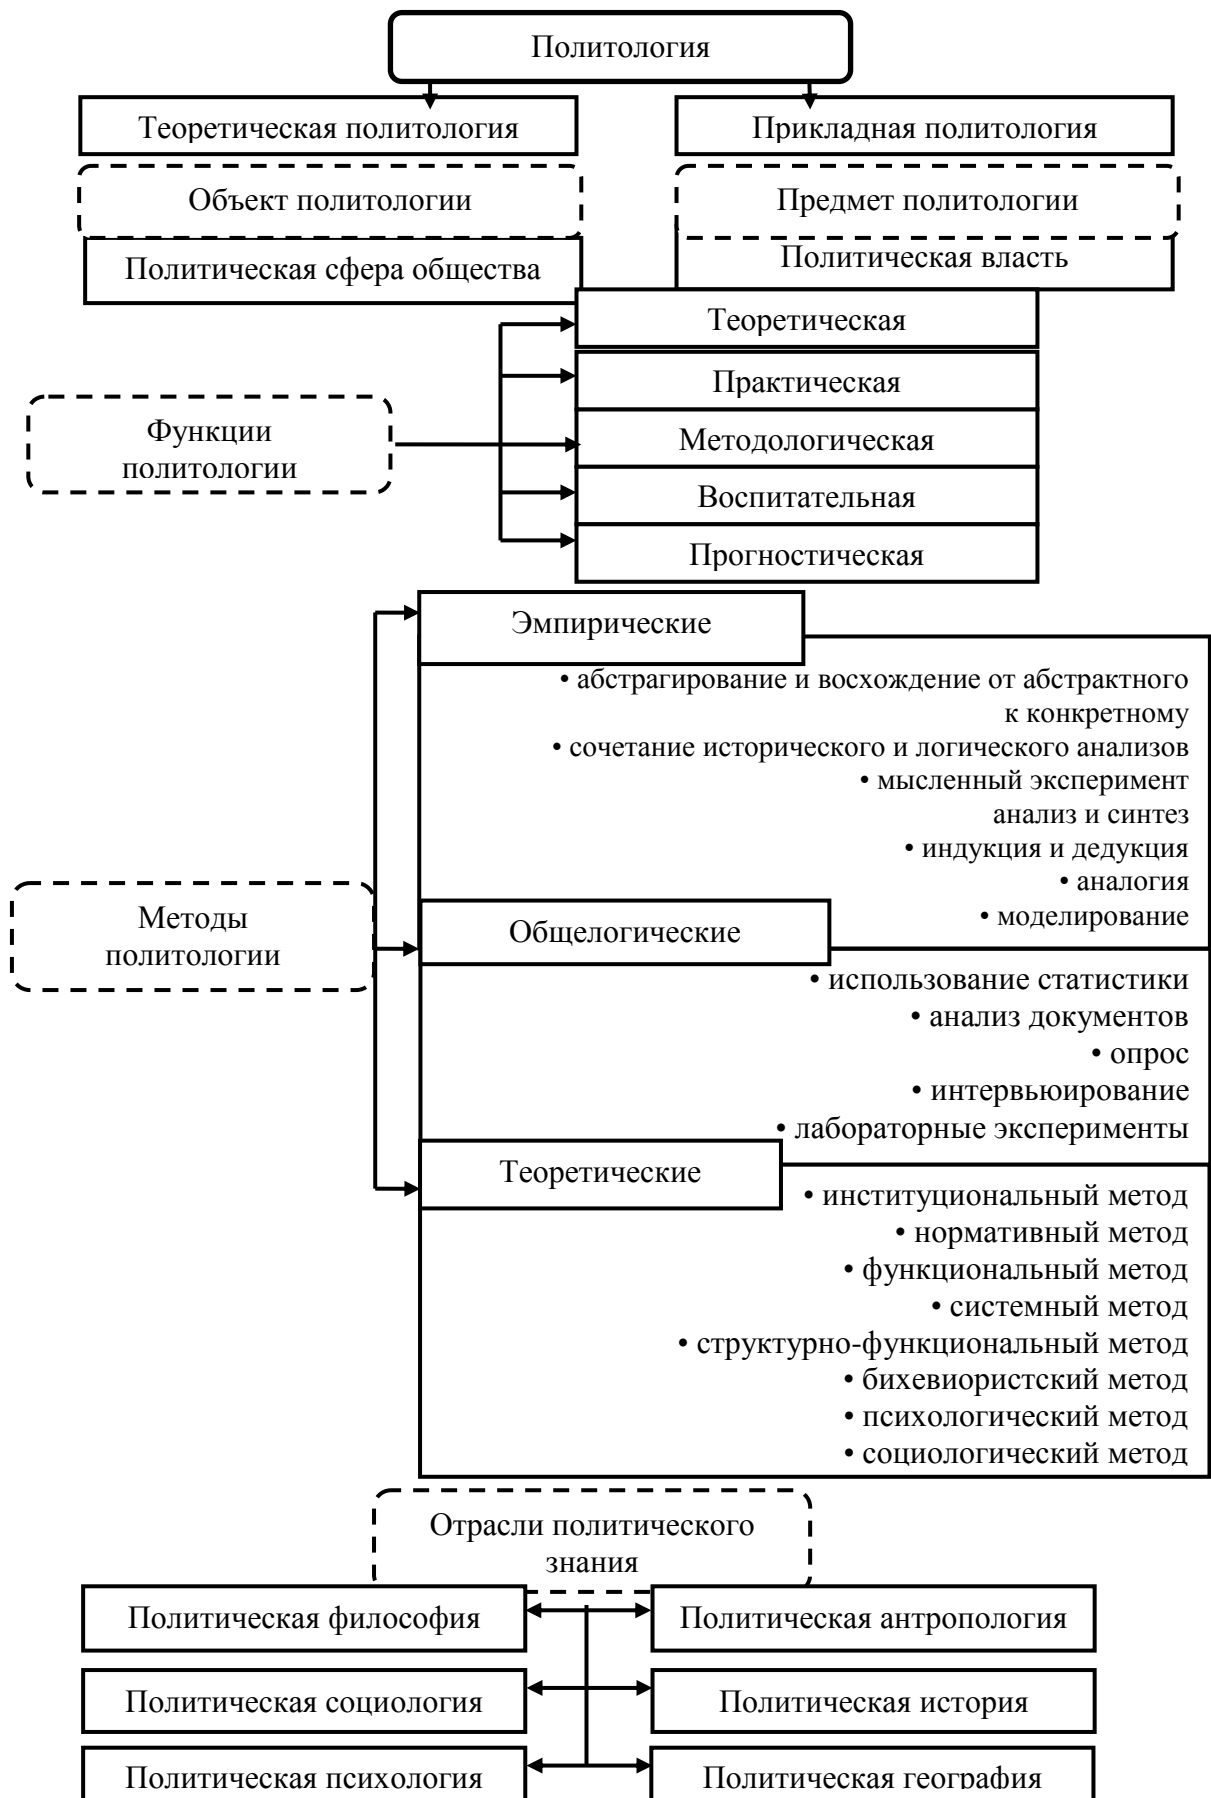 Политология
Теоретическая политология
Прикладная политология
Объект политологии
Предмет политологии
Политическая сфера общества
Политическая власть
Функции
политологии
Теоретическая
Практическая
Методологическая
Воспитательная
Прогностическая
Методы
политологии
Эмпирические
• абстрагирование и восхождение от абстрактного
к конкретному
• сочетание исторического и логического анализов
• мысленный эксперимент
анализ и синтез
• индукция и дедукция
• аналогия
• моделирование
Общелогические
• использование статистики
• анализ документов
• опрос
• интервьюирование
• лабораторные эксперименты
Теоретические
• институциональный метод
• нормативный метод
• функциональный метод
• системный метод
• структурно-функциональный метод
• бихевиористский метод
• психологический метод
• социологический метод
Отрасли политического
знания
Политическая философия
Политическая антропология
Политическая социология
Политическая история
Политическая психология
Политическая география